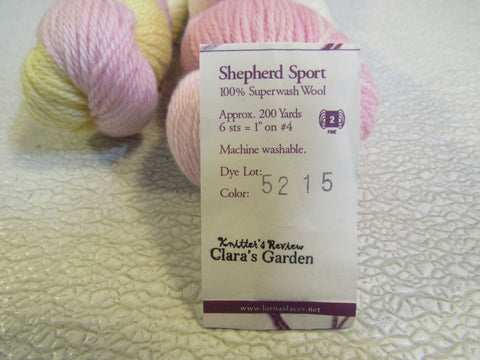 Shepherd Sport
100% Superwash Wool
Approx. 200 Yards
6 sts = 1" on #4
2
FINE
Machine washable.
Dye Lot:
Color: 5215
Knitter's Review
Clara's Garden
www.lornaslaces.net